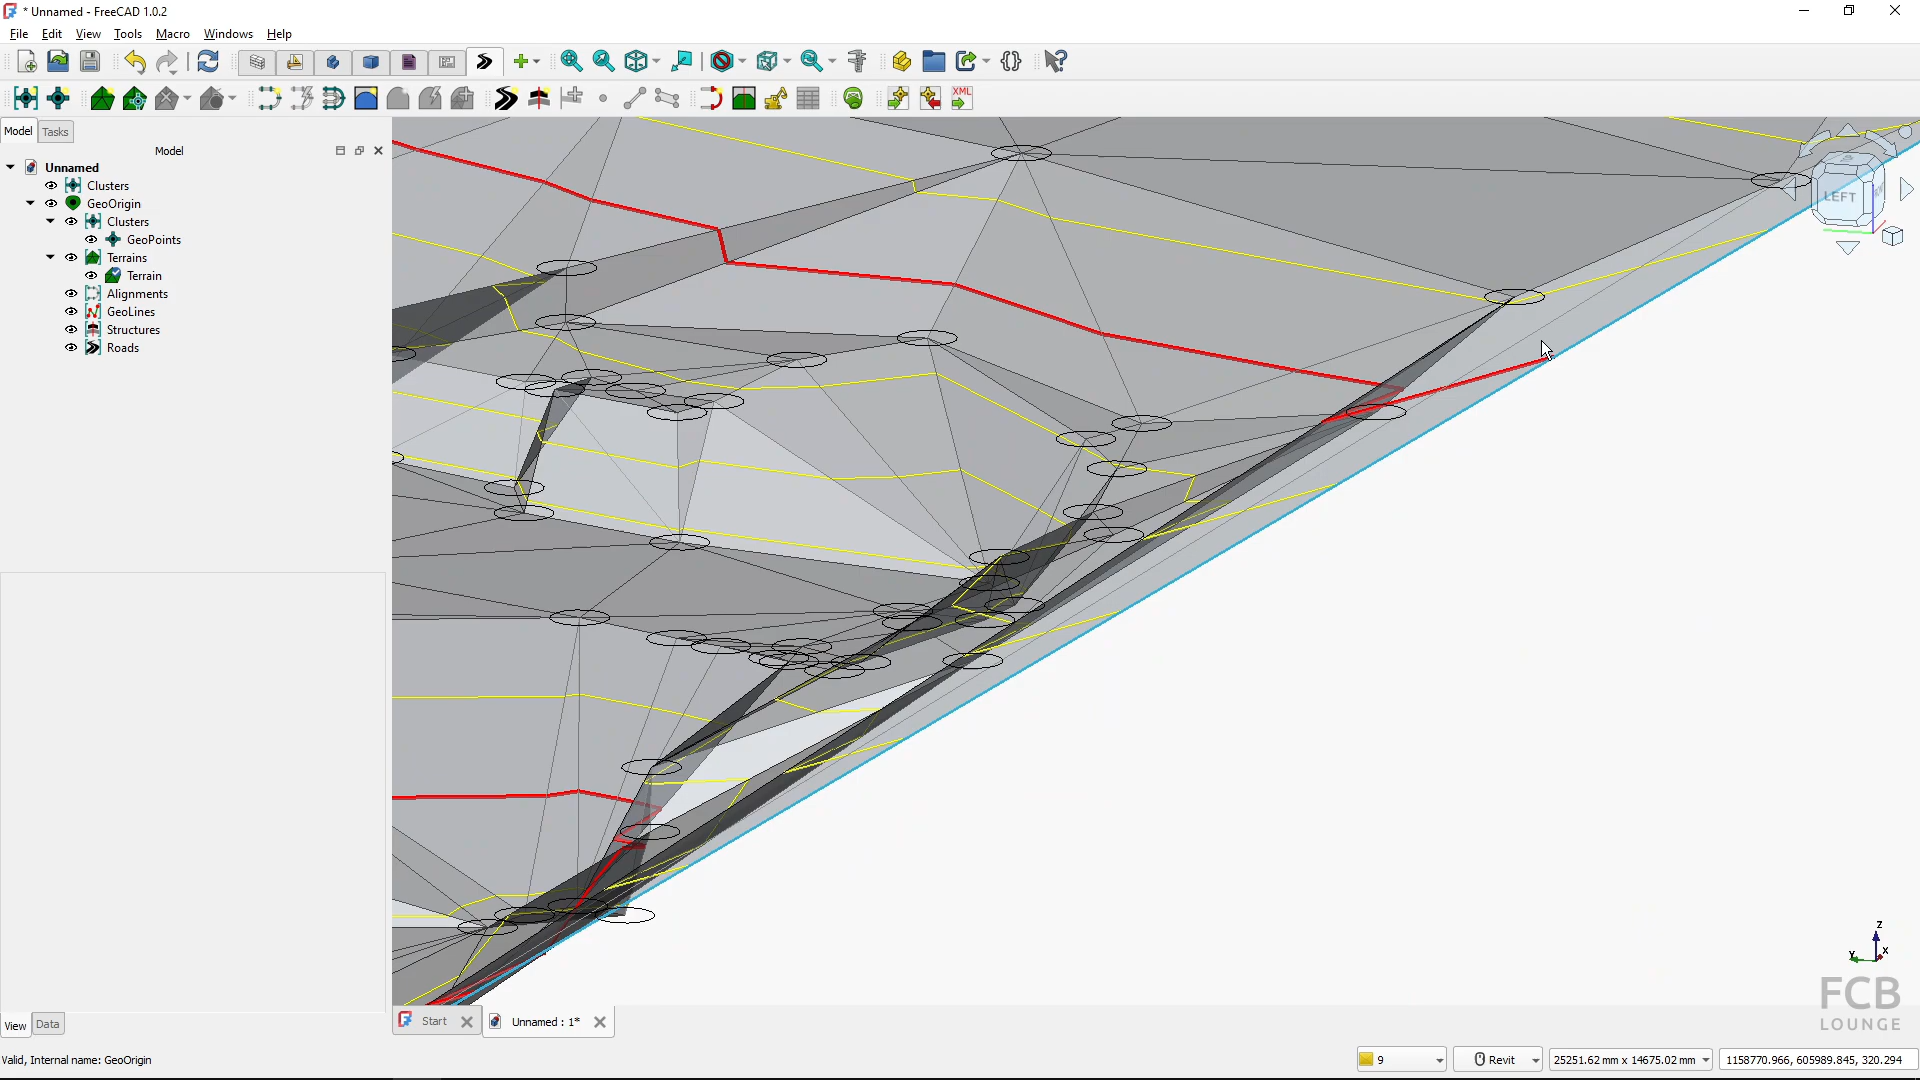 * Unnamed - FreeCAD 1.0.2
File Edit View Tools Macro Windows Help
XML
Model Tasks
Model
Unnamed
Clusters
GeoOrigin
Clusters
GeoPoints
Terrains
Terrain
Alignments
GeoLines
Structures
Roads
LEFT
Z
Y X
FCB
LOUNGE
View Data
Start Unnamed : 1*
Valid, Internal name: GeoOrigin
9 Revit 25251.62 mm x 14675.02 mm 1158770.966, 605989.845, 320.294